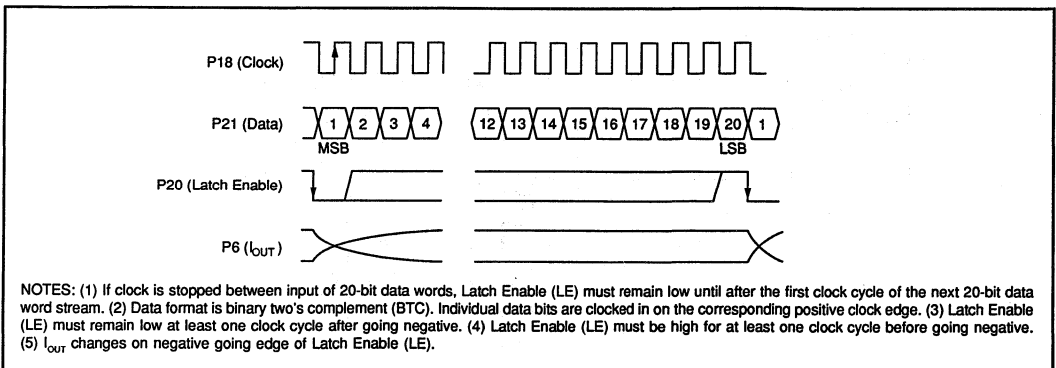 P18 (Clock)
P21 (Data)
1 2 3 4 12 13 14 15 16 17 18 19 20 1
MSB LSB
P20 (Latch Enable)
P6 (IOUT)
NOTES: (1) If clock is stopped between input of 20-bit data words, Latch Enable (LE) must remain low until after the first clock cycle of the next 20-bit data
word stream. (2) Data format is binary two's complement (BTC). Individual data bits are clocked in on the corresponding positive clock edge. (3) Latch Enable
(LE) must remain low at least one clock cycle after going negative. (4) Latch Enable (LE) must be high for at least one clock cycle before going negative.
(5) IOUT changes on negative going edge of Latch Enable (LE).